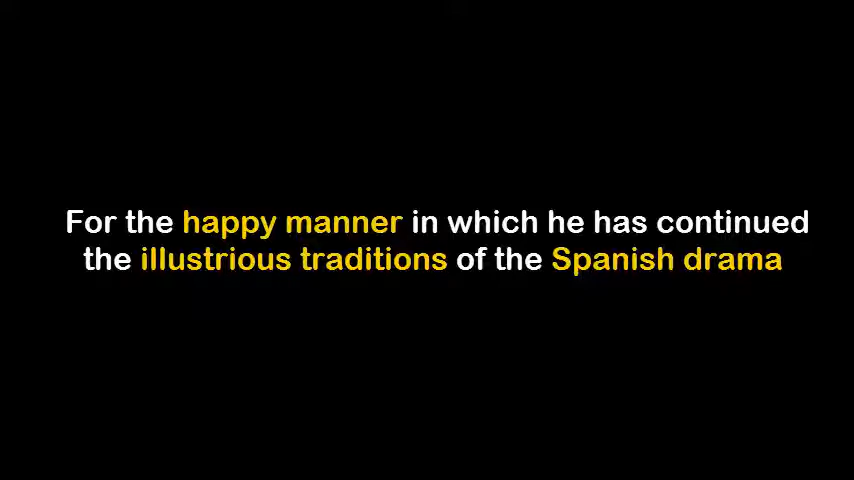 For the happy manner in which he has continued
the illustrious traditions of the Spanish drama